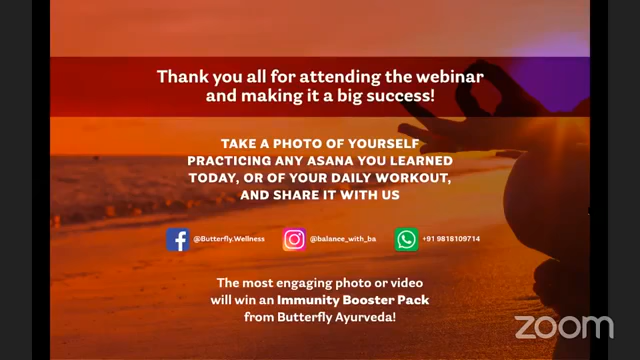 Thank you all for attending the webinar
and making it a big success!
TAKE A PHOTO OF YOURSELF
PRACTICING ANY ASANA YOU LEARNED
TODAY, OR OF YOUR DAILY WORKOUT,
AND SHARE IT WITH US
@Butterfly.Wellness @balance_with_ba +91 9818109714
The most engaging photo or video
will win an Immunity Booster Pack
from Butterfly Ayurveda!
zoom